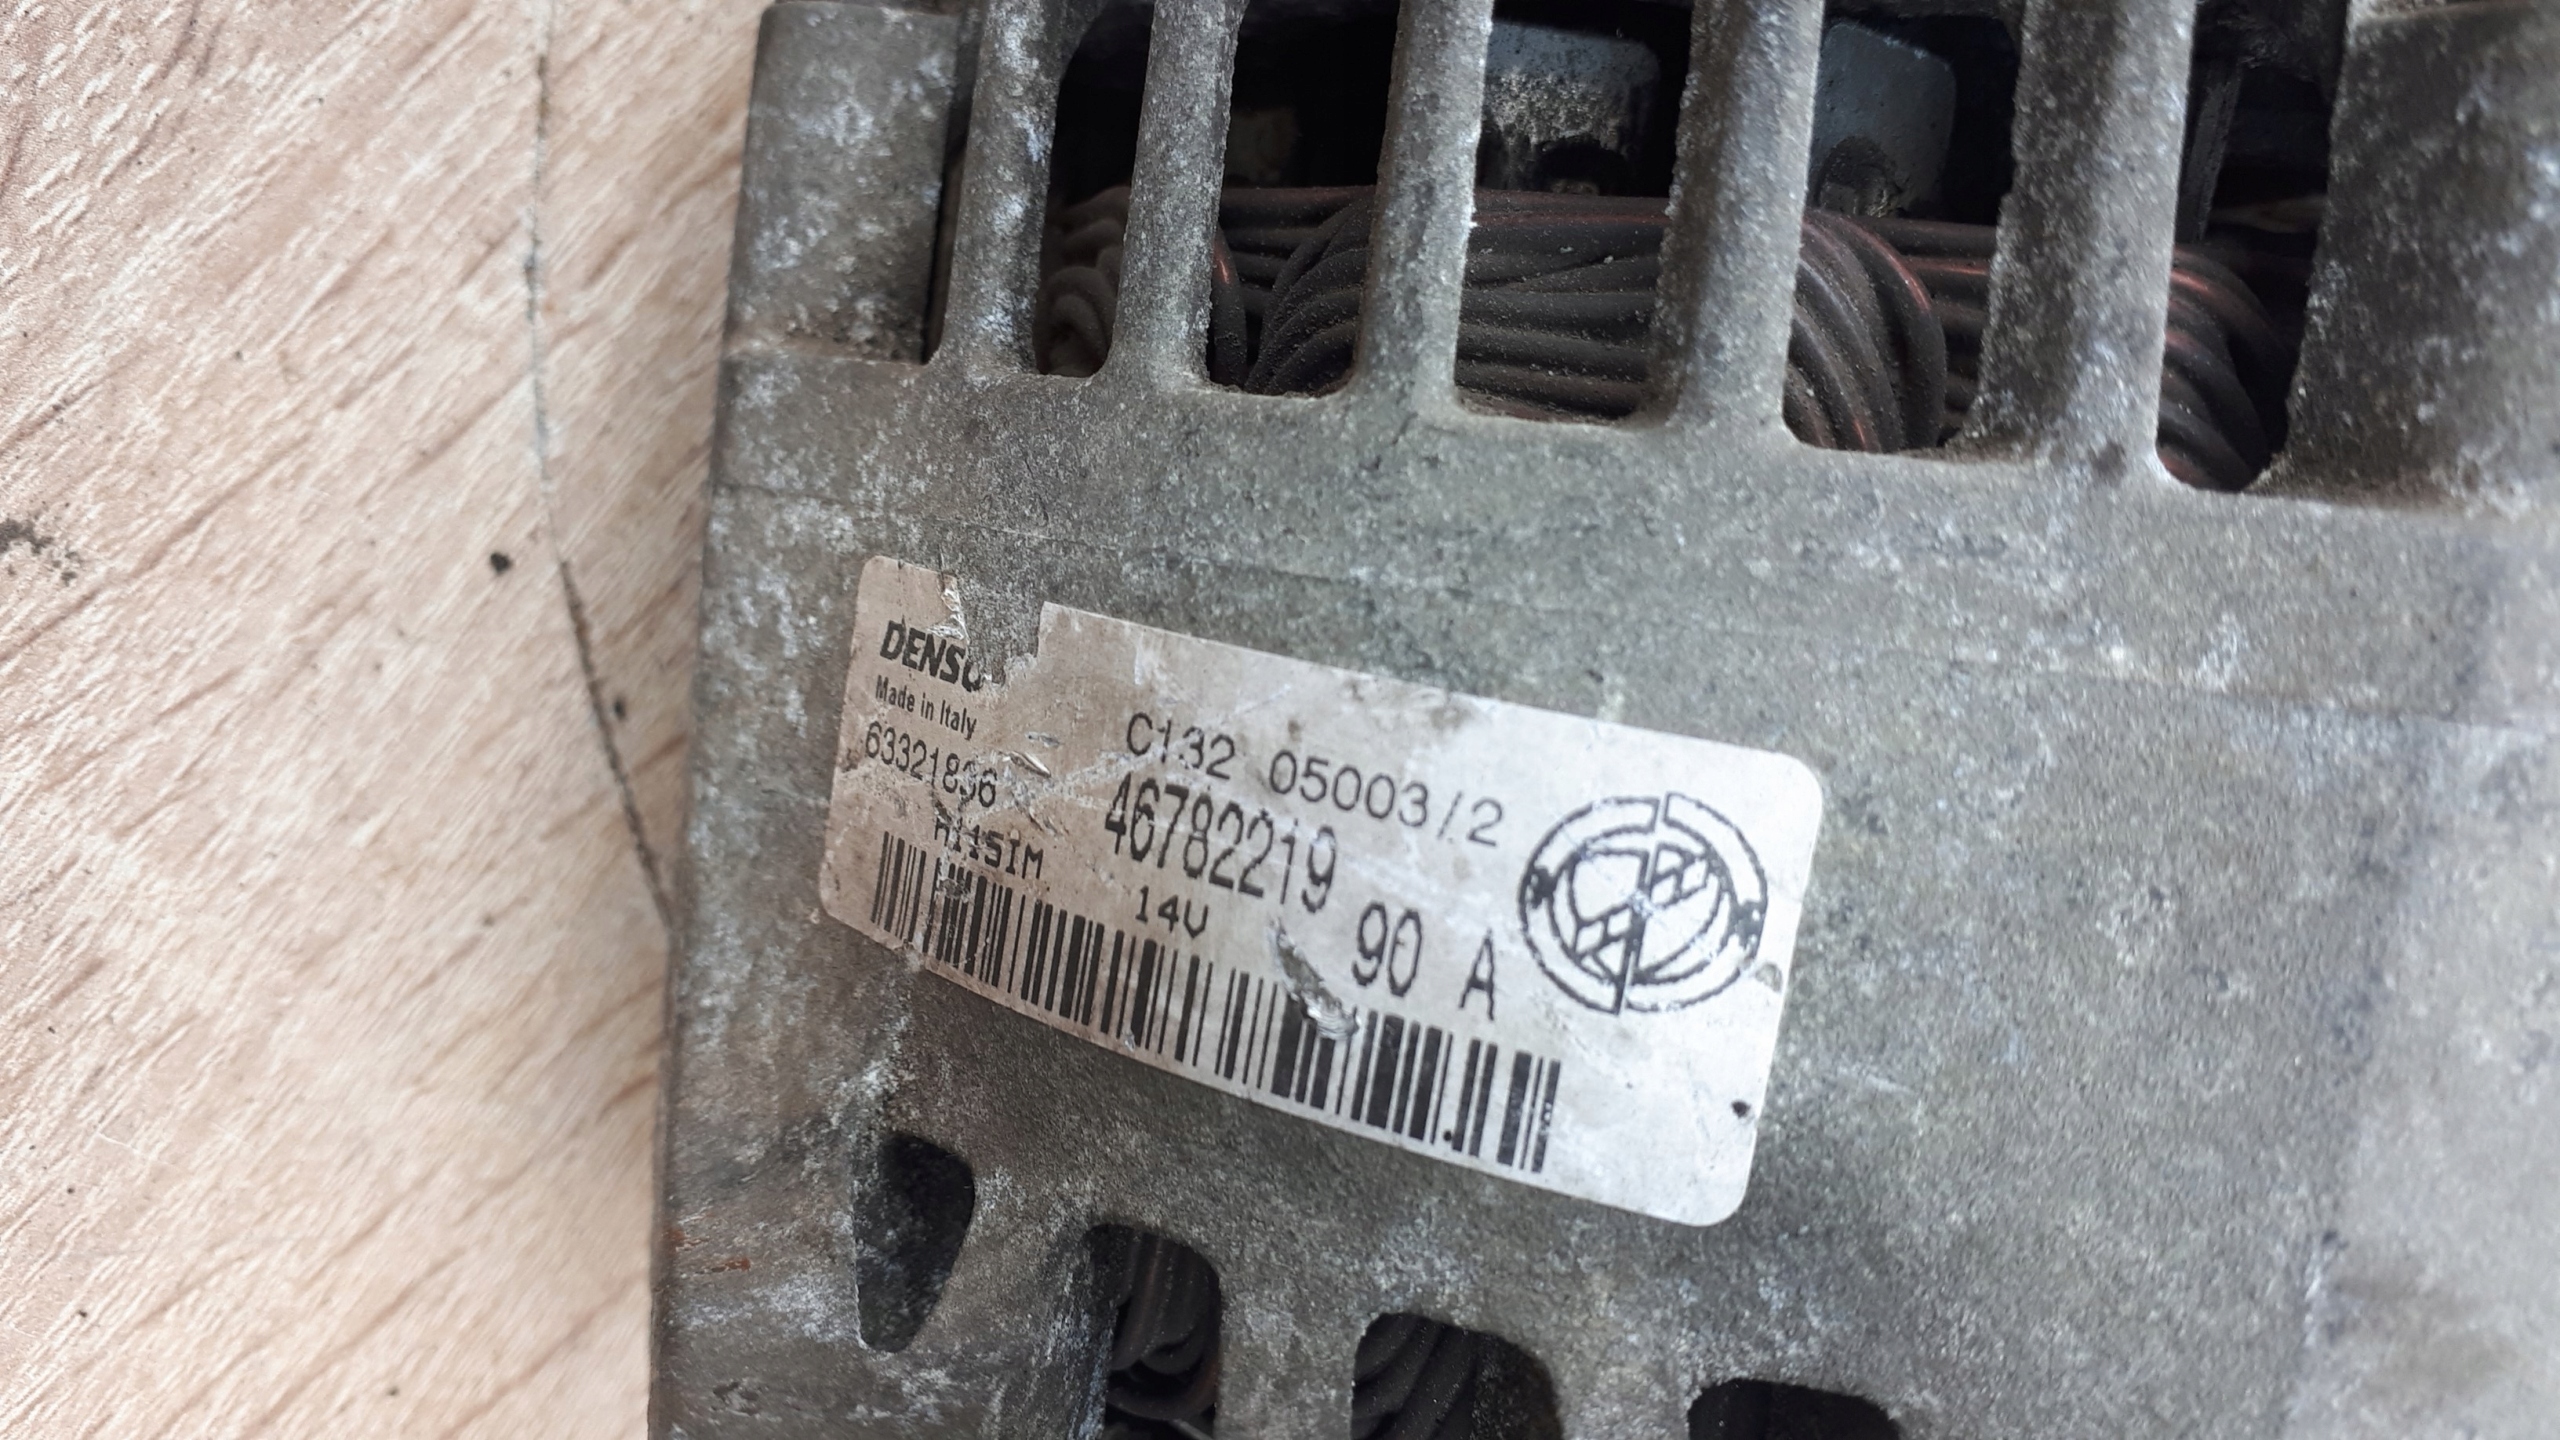 DENSO
Made in Italy
63321836
A115IM
C132 05003/2
46782219
14V
90 A